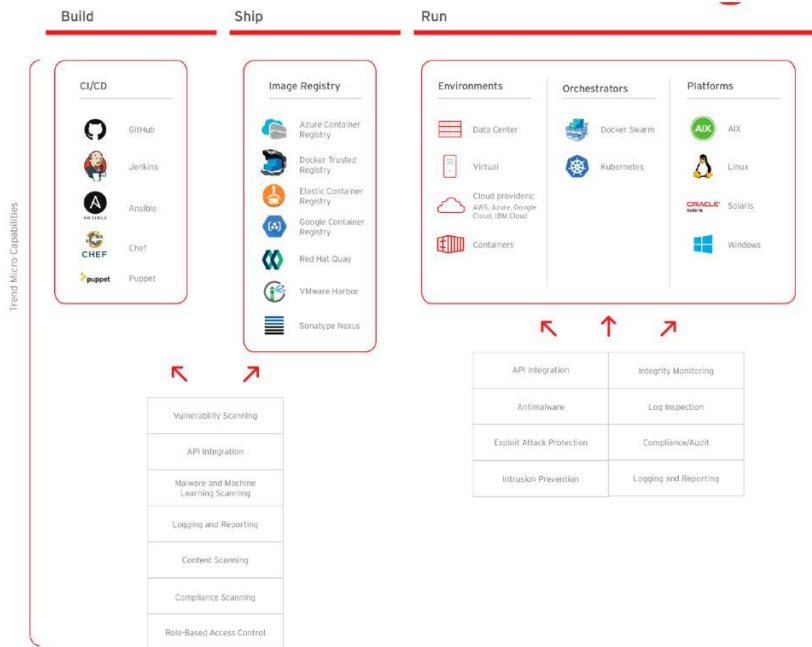 Build
Ship
Run
Trend Micro Capabilities
CI/CD
GitHub
Jenkins
ANSIBLE
Ansible
CHEF
Chef
puppet
Puppet
Image Registry
Azure Container
Registry
Docker Trusted
Registry
Elastic Container
Registry
Google Container
Registry
Red Hat Quay
VMware Harbor
Sonatype Nexus
Environments
Data Center
Virtual
Cloud providers:
AWS, Azure, Google
Cloud, IBM Cloud
Containers
Orchestrators
Docker Swarm
Kubernetes
Platforms
AIX
AIX
Linux
ORACLE
Solaris
Solaris
Windows
Vulnerability Scanning
API Integration
Malware and Machine
Learning Scanning
Logging and Reporting
Content Scanning
Compliance Scanning
Role-Based Access Control
API Integration
Integrity Monitoring
Antimalware
Log Inspection
Exploit Attack Protection
Compliance/Audit
Intrusion Prevention
Logging and Reporting